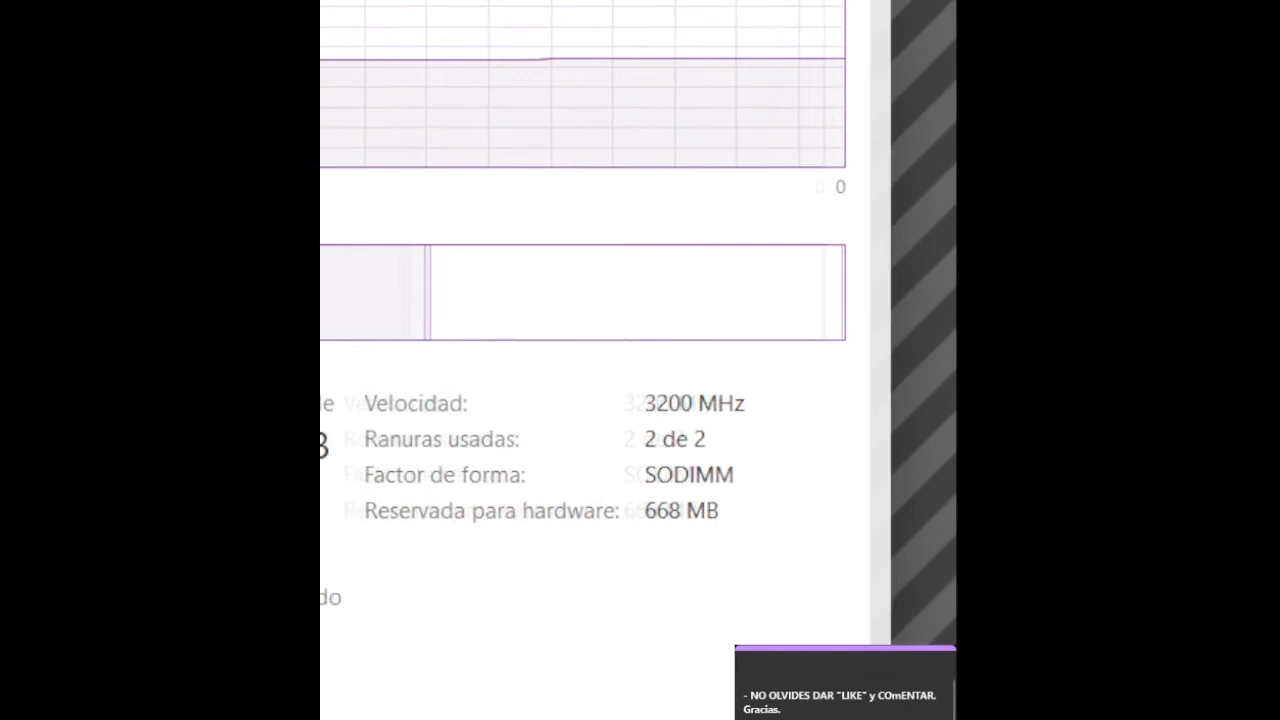 0
Velocidad: 3200 MHz
Ranuras usadas: 2 de 2
Factor de forma: SODIMM
Reservada para hardware: 668 MB
- NO OLVIDES DAR "LIKE" y COmENTAR.
Gracias.